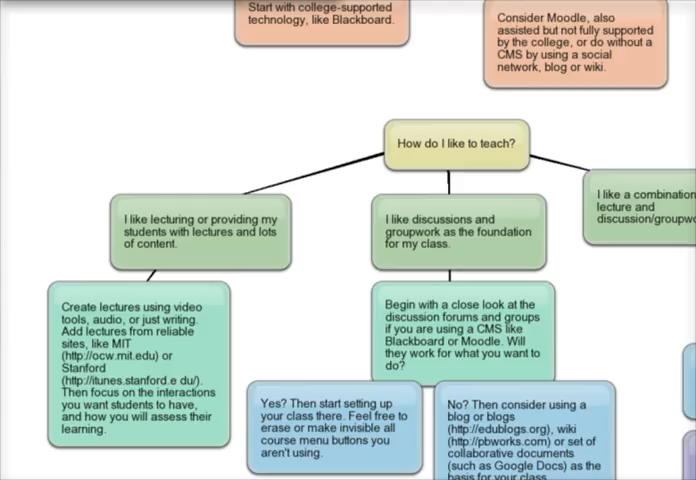 Start with college-supported
technology, like Blackboard.
Consider Moodle, also
assisted but not fully supported
by the college, or do without a
CMS by using a social
network, blog or wiki.
How do I like to teach?
I like lecturing or providing my
students with lectures and lots
of content.
I like discussions and
groupwork as the foundation
for my class.
I like a combination
lecture and
discussion/groupwo
Create lectures using video
tools, audio, or just writing.
Add lectures from reliable
sites, like MIT
(http://ocw.mit.edu) or
Stanford
(http://itunes.stanford.e du/).
Then focus on the interactions
you want students to have,
and how you will assess their
learning.
Begin with a close look at the
discussion forums and groups
if you are using a CMS like
Blackboard or Moodle. Will
they work for what you want to
do?
Yes? Then start setting up
your class there. Feel free to
erase or make invisible all
course menu buttons you
aren't using.
No? Then consider using a
blog or blogs
(http://edublogs.org), wiki
(http://pbworks.com) or set of
collaborative documents
(such as Google Docs) as the
basis for your class